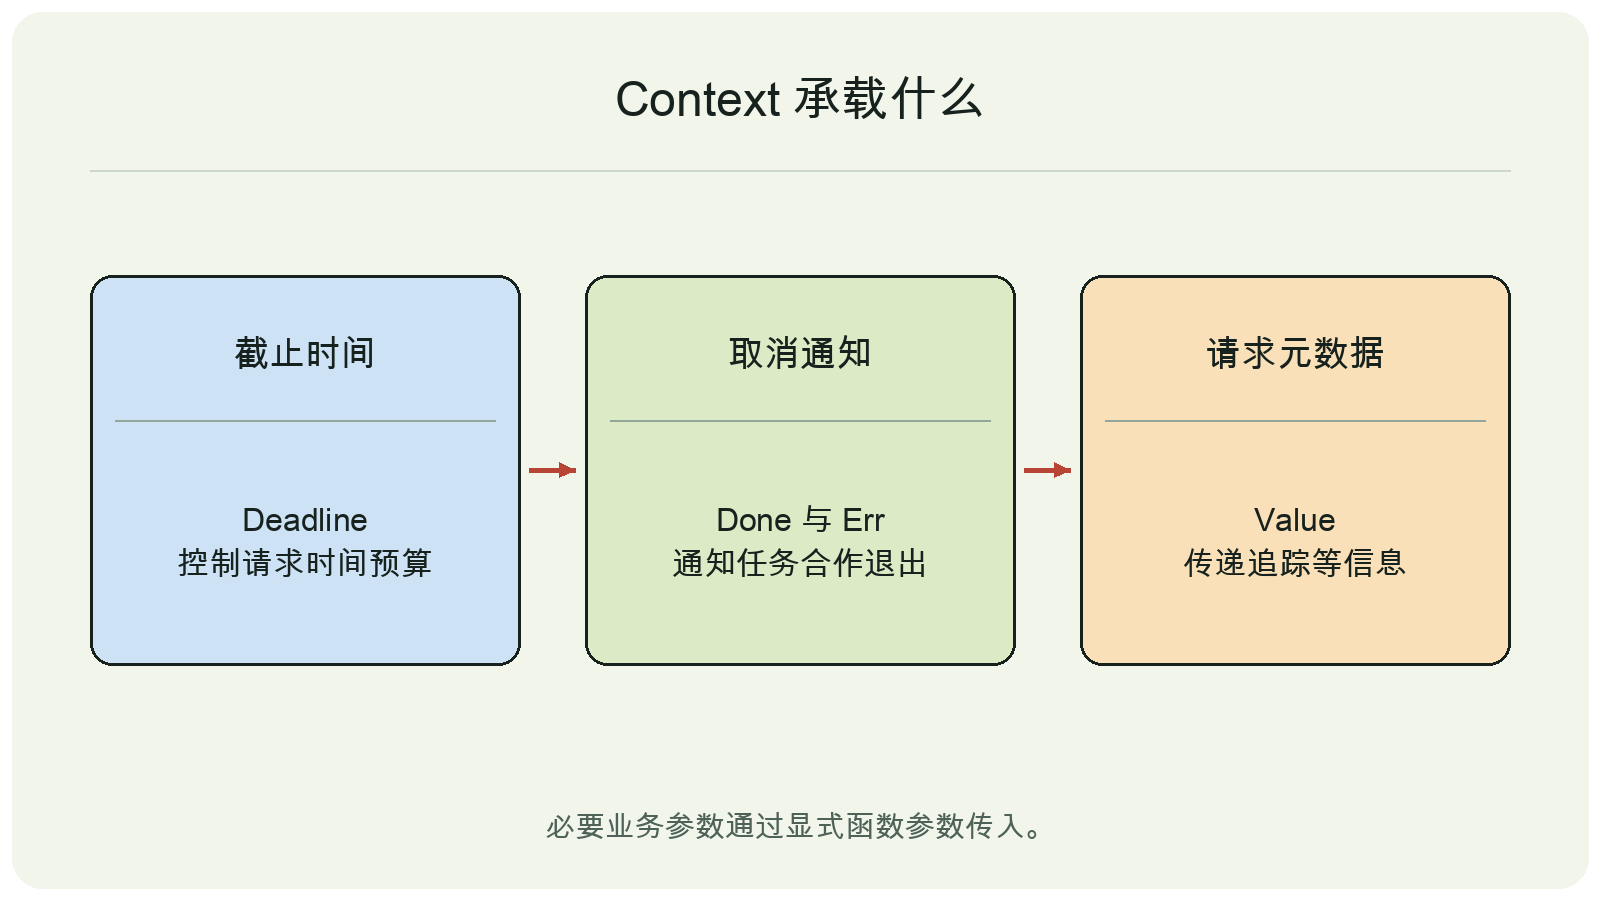 Context 承载什么
截止时间
Deadline
控制请求时间预算
取消通知
Done 与 Err
通知任务合作退出
请求元数据
Value
传递追踪等信息
必要业务参数通过显式函数参数传入。